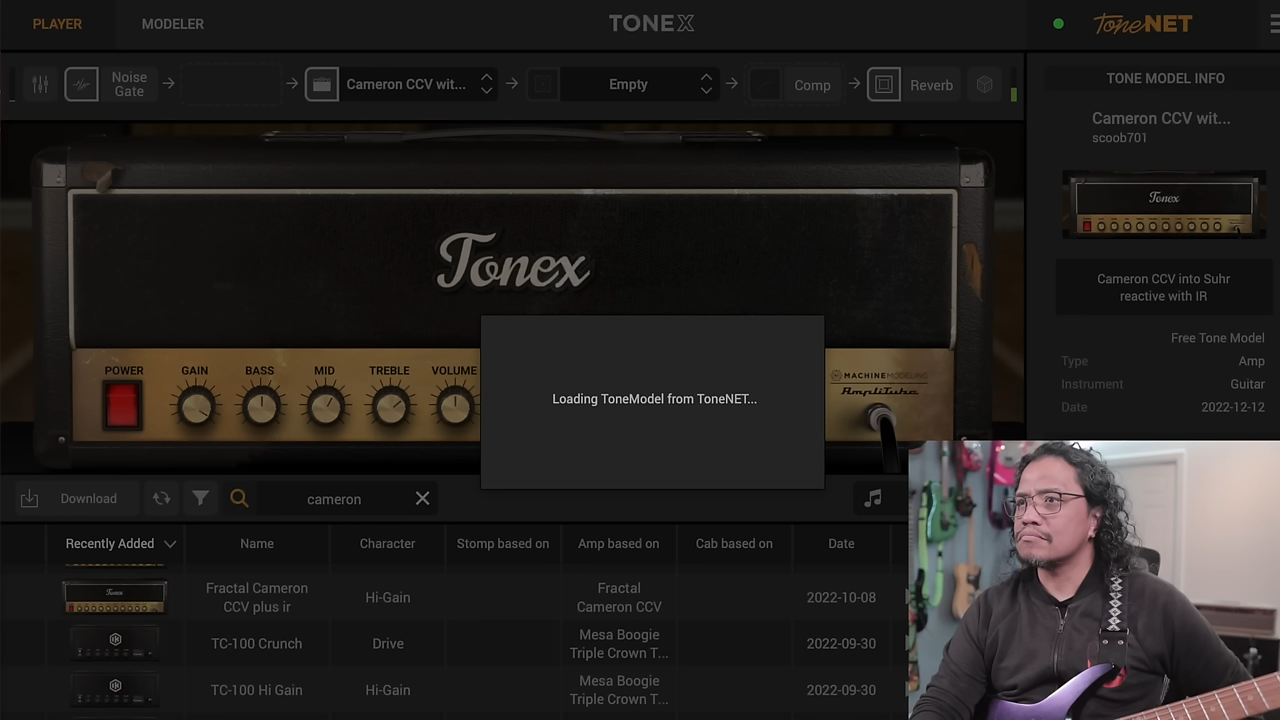 PLAYER
MODELER
TONEX
ToneNET
Noise
Gate
Cameron CCV wit...
Empty
Comp
Reverb
TONE MODEL INFO
Cameron CCV wit...
scoob701
Tonex
Cameron CCV into Suhr
reactive with IR
Free Tone Model
Type
Amp
Instrument
Guitar
Date
2022-12-12
Tonex
POWER
GAIN
BASS
MID
TREBLE
VOLUME
MACHINEMODELING
AmpliTube
Loading ToneModel from ToneNET...
Download
cameron
Recently Added
Name
Character
Stomp based on
Amp based on
Cab based on
Date
Tonex
Fractal Cameron
CCV plus ir
Hi-Gain
Fractal
Cameron CCV
2022-10-08
TC-100 Crunch
Drive
Mesa Boogie
Triple Crown T...
2022-09-30
TC-100 Hi Gain
Hi-Gain
Mesa Boogie
Triple Crown T...
2022-09-30